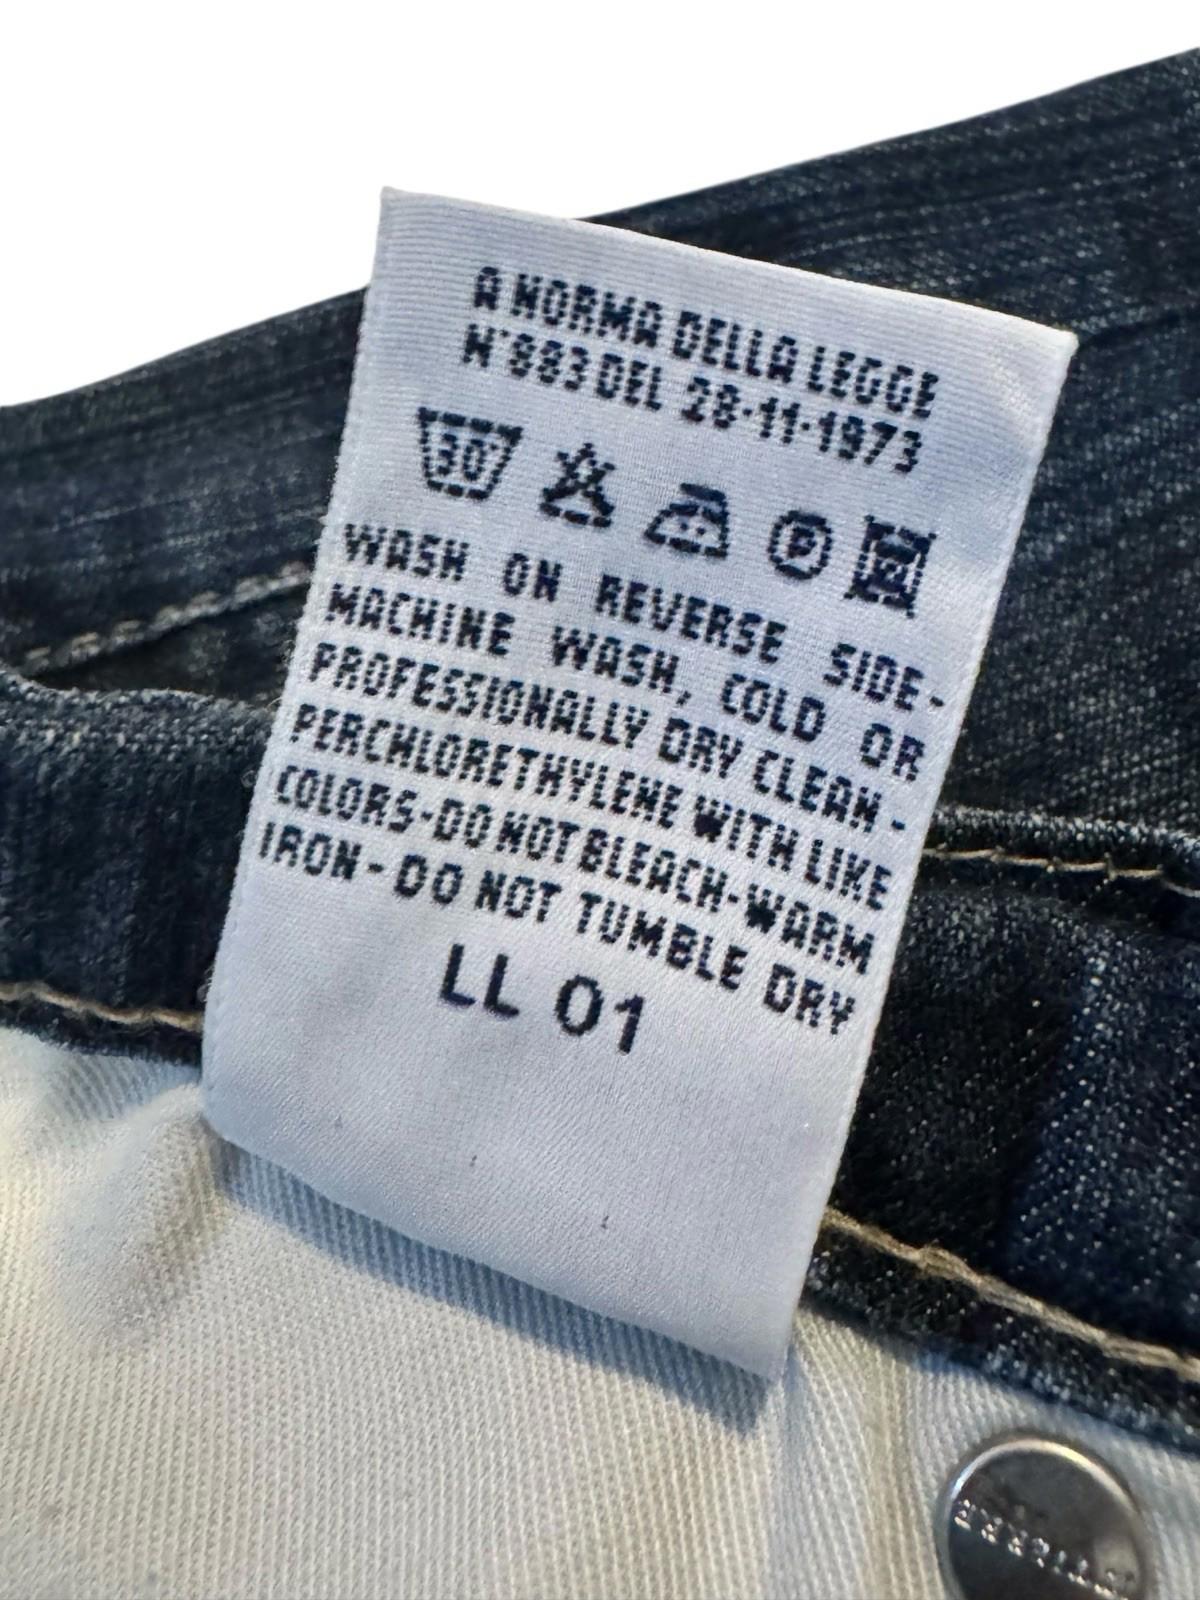 A NORMA DELLA LEGGE
N°883 DEL 28-11-1973
30°
P
WASH ON REVERSE SIDE-
MACHINE WASH, COLD OR
PROFESSIONALLY DRY CLEAN-
PERCHLORETHYLENE WITH LIKE
COLORS-DO NOT BLEACH-WARM
IRON-DO NOT TUMBLE DRY
LL 01